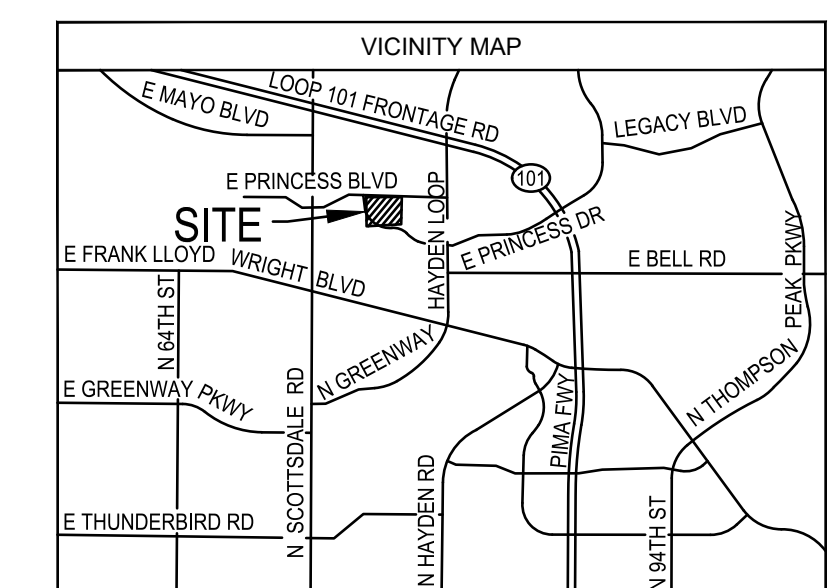 VICINITY MAP
E MAYO BLVD
LOOP 101 FRONTAGE RD
LEGACY BLVD
101
E PRINCESS BLVD
SITE
HAYDEN LOOP
E PRINCESS DR
E FRANK LLOYD WRIGHT BLVD
E BELL RD
N 64TH ST
N THOMPSON PEAK PKWY
E GREENWAY PKWY
N GREENWAY
N SCOTTSDALE RD
PIMA FWY
E THUNDERBIRD RD
N HAYDEN RD
N 94TH ST